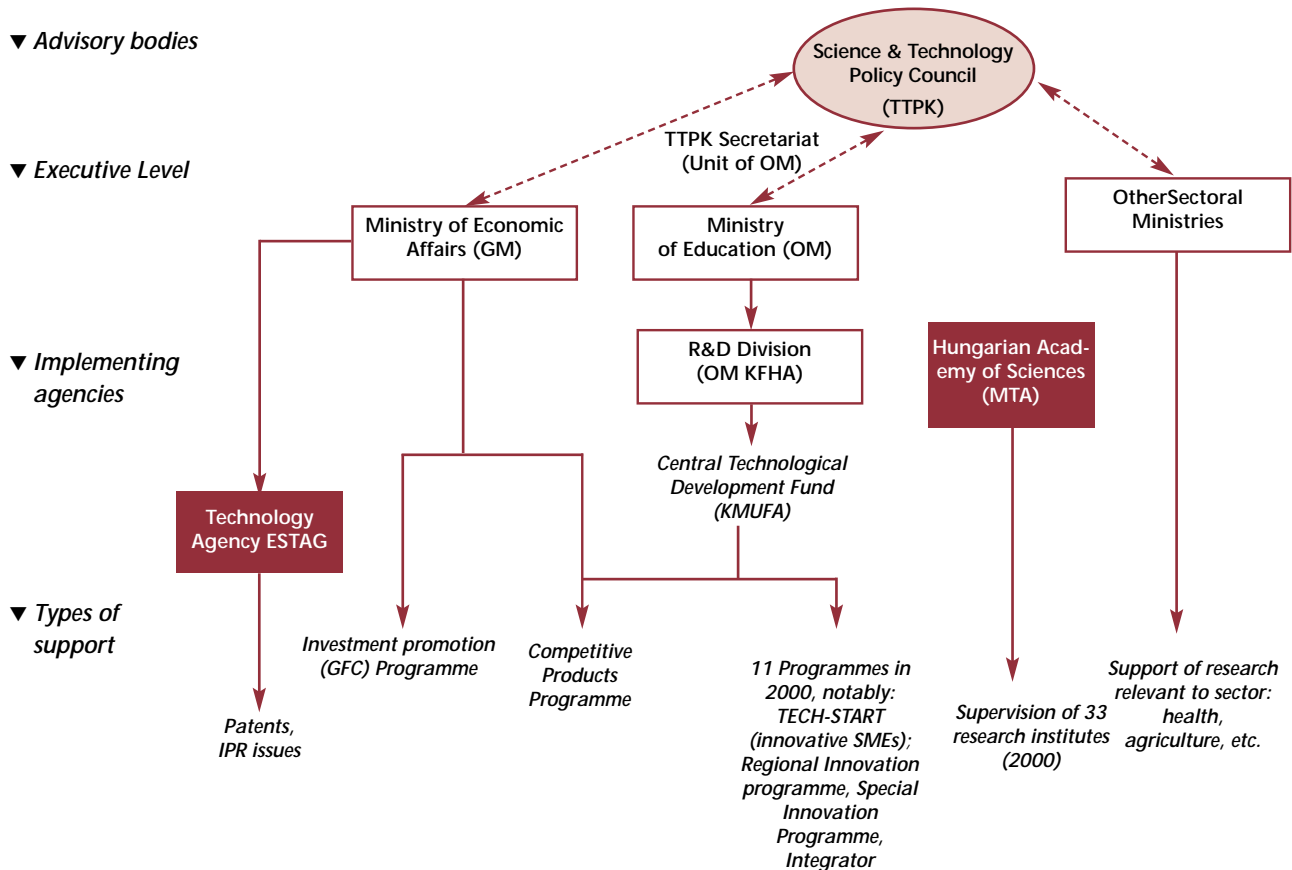 ▼ Advisory bodies
Science & Technology
Policy Council
(TTPK)
TTPK Secretariat
(Unit of OM)
▼ Executive Level
Ministry of Economic
Affairs (GM)
Ministry
of Education (OM)
OtherSectoral
Ministries
▼ Implementing
agencies
R&D Division
(OM KFHA)
Hungarian Acad-
emy of Sciences
(MTA)
Central Technological
Development Fund
(KMUFA)
Technology
Agency ESTAG
▼ Types of
support
Patents,
IPR issues
Investment promotion
(GFC) Programme
Competitive
Products
Programme
11 Programmes in
2000, notably:
TECH-START
(innovative SMEs);
Regional Innovation
programme, Special
Innovation
Programme,
Integrator
Supervision of 33
research institutes
(2000)
Support of research
relevant to sector:
health,
agriculture, etc.